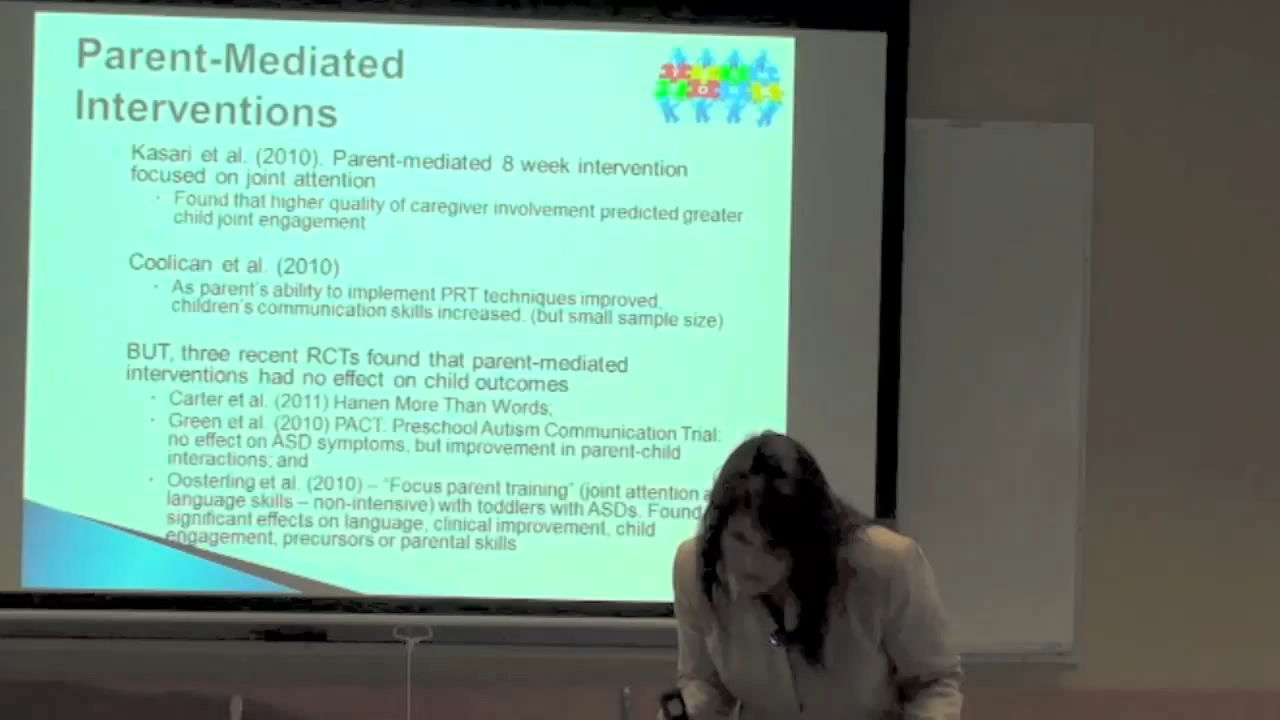 Parent-Mediated
Interventions
Kasari et al. (2010). Parent-mediated 8 week intervention
focused on joint attention
· Found that higher quality of caregiver involvement predicted greater
child joint engagement
Coolican et al. (2010)
· As parent's ability to implement PRT techniques improved,
children's communication skills increased. (but small sample size)
BUT, three recent RCTs found that parent-mediated
interventions had no effect on child outcomes
· Carter et al. (2011) Hanen More Than Words;
· Green et al. (2010) PACT. Preschool Autism Communication Trial:
no effect on ASD symptoms, but improvement in parent-child
interactions; and
· Oosterling et al. (2010) – "Focus parent training" (joint attention
language skills – non-intensive) with toddlers with ASDs. Found
significant effects on language, clinical improvement, child
engagement, precursors or parental skills